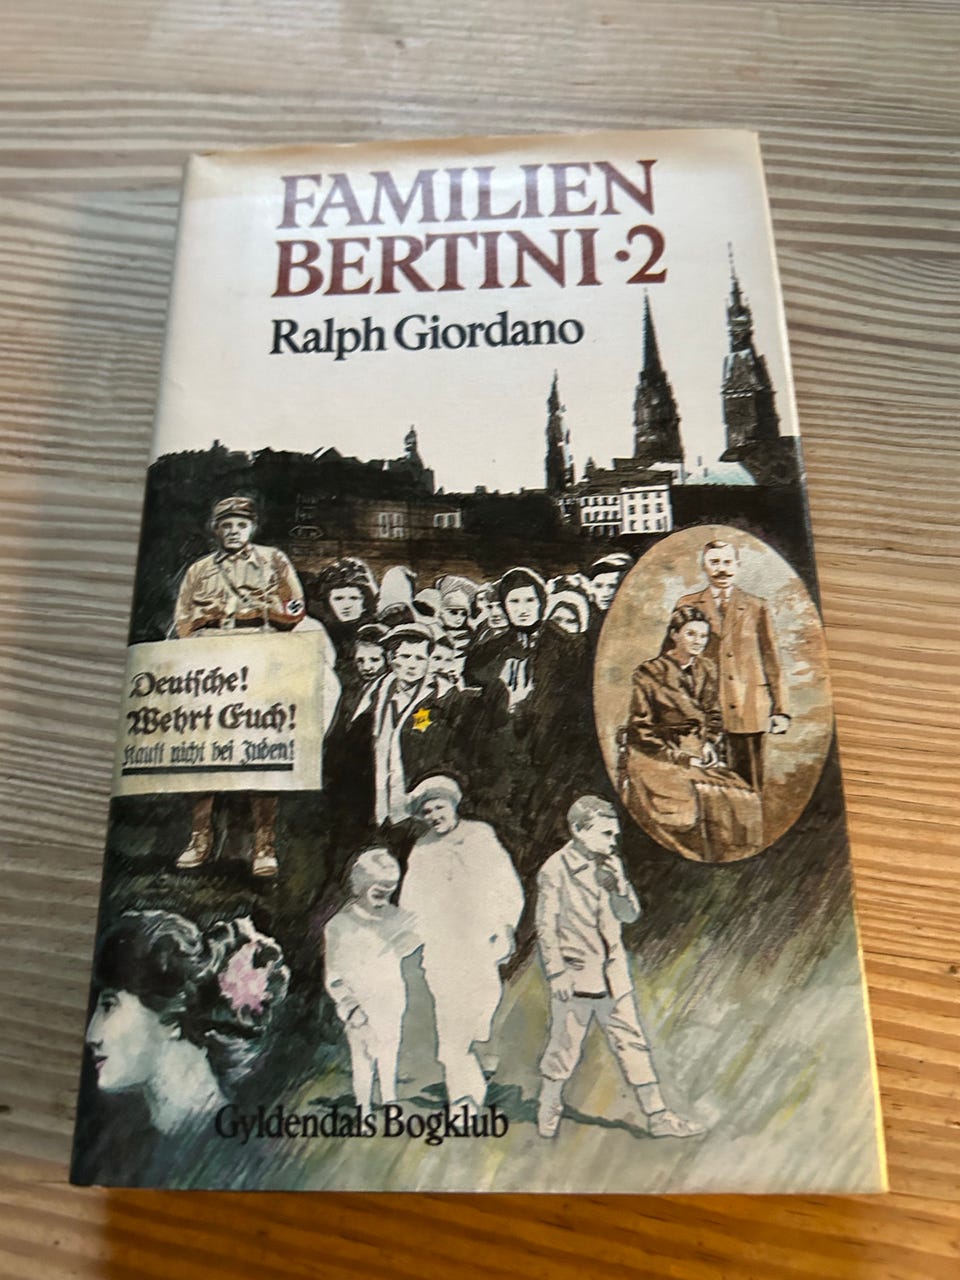 FAMILIEN
BERTINI·2
Ralph Giordano
Deutsche!
Wehrt Euch!
Kauft nicht bei Juden!
Gyldendals Bogklub